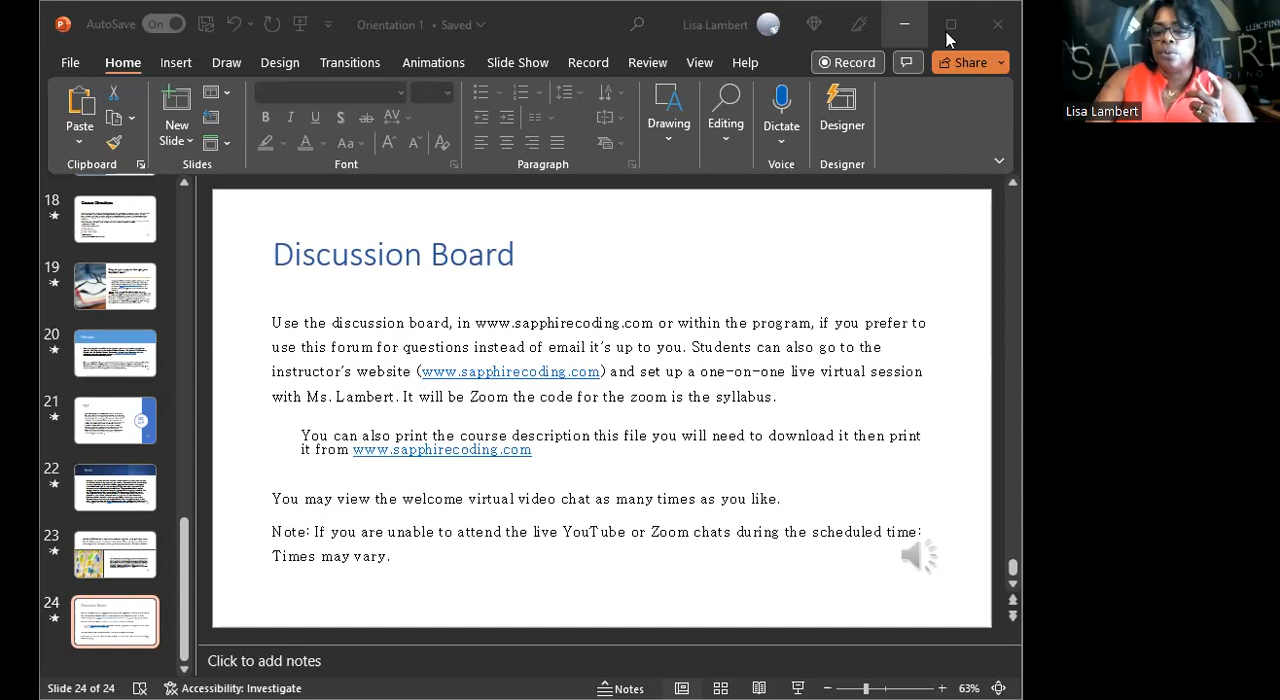 AutoSave On Orientation 1 • Saved Lisa Lambert
File Home Insert Draw Design Transitions Animations Slide Show Record Review View Help Record Share
Paste New Slide Drawing Editing Dictate Designer
Clipboard Slides Font Paragraph Voice Designer
Lisa Lambert
18
19
20
21
22
23
24
Discussion Board
Use the discussion board, in www.sapphirecoding.com or within the program, if you prefer to
use this forum for questions instead of email it's up to you. Students can also go to the
instructor's website (www.sapphirecoding.com) and set up a one-on-one live virtual session
with Ms. Lambert. It will be Zoom the code for the zoom is the syllabus.
You can also print the course description this file you will need to download it then print
it from www.sapphirecoding.com
You may view the welcome virtual video chat as many times as you like.
Note: If you are unable to attend the live YouTube or Zoom chats during the scheduled time:
Times may vary.
Click to add notes
Slide 24 of 24 Accessibility: Investigate Notes 63%